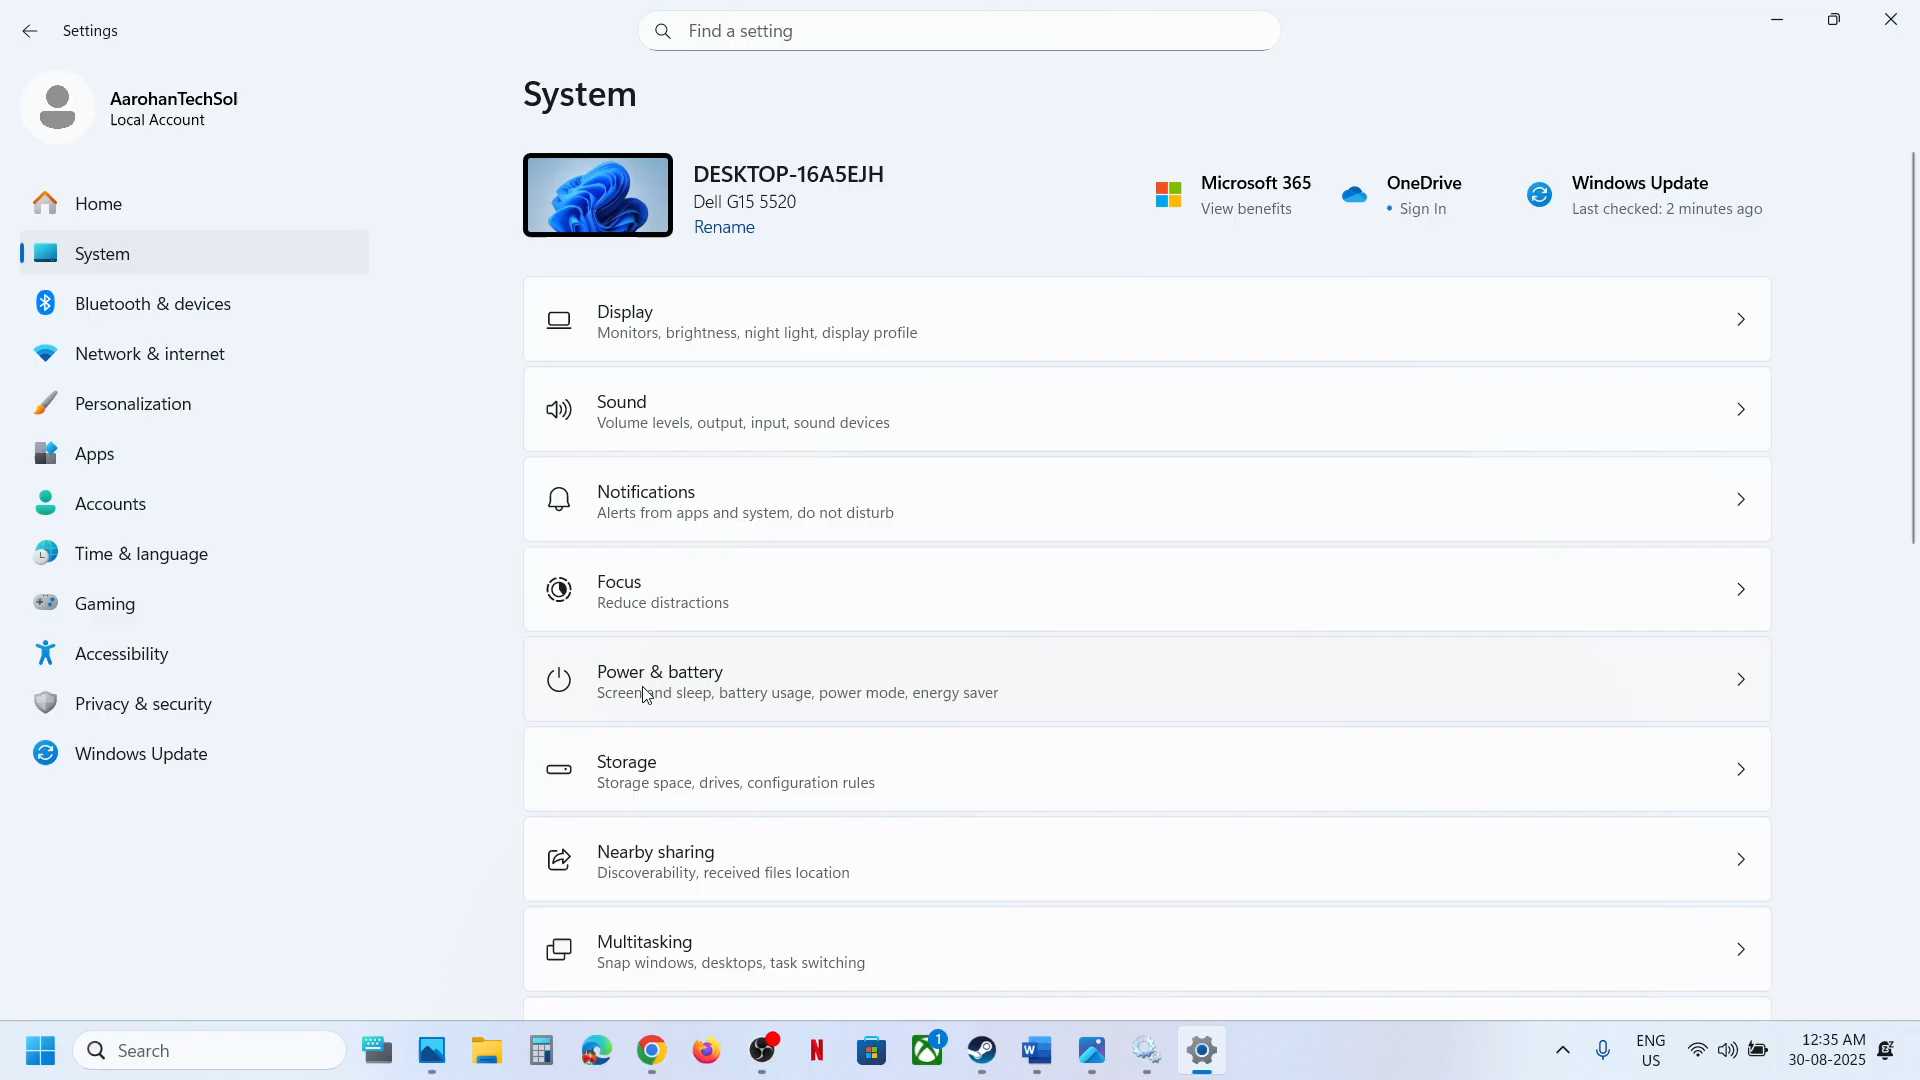 Settings
Find a setting
AarohanTechSol
Local Account
Home
System
Bluetooth & devices
Network & internet
Personalization
Apps
Accounts
Time & language
Gaming
Accessibility
Privacy & security
Windows Update
System
DESKTOP-16A5EJH
Dell G15 5520
Rename
Microsoft 365
View benefits
OneDrive
• Sign In
Windows Update
Last checked: 2 minutes ago
Display
Monitors, brightness, night light, display profile
Sound
Volume levels, output, input, sound devices
Notifications
Alerts from apps and system, do not disturb
Focus
Reduce distractions
Power & battery
Screen and sleep, battery usage, power mode, energy saver
Storage
Storage space, drives, configuration rules
Nearby sharing
Discoverability, received files location
Multitasking
Snap windows, desktops, task switching
Search
1
ENG
US
12:35 AM
30-08-2025